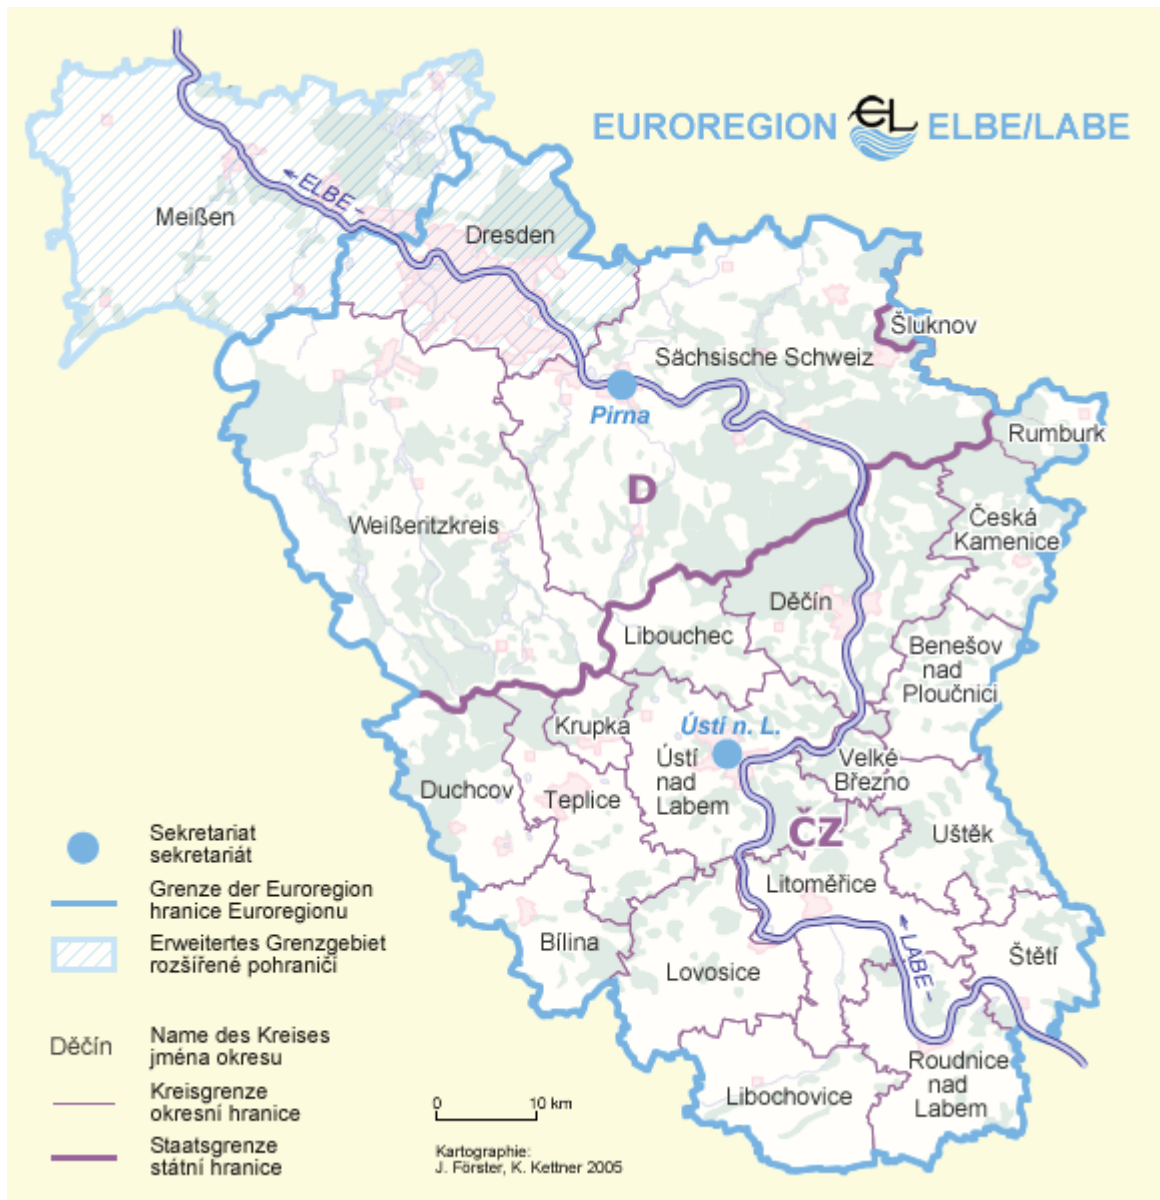 EUROREGION EL ELBE/LABE
ELBE
Meißen
Dresden
Šluknov
Sächsische Schweiz
Pirna
Rumburk
D
Weißeritzkreis
Česká
Kamenice
Děčín
Libouchec
Benešov
nad
Ploučnici
Krupka
Ústí n. L.
Ústí
nad
Labem
Velké
Březno
Duchcov
Teplice
ČZ
Uštěk
Litoměřice
Bílina
Lovosice
LABE
Štětí
Roudnice
nad
Labem
Libochovice
Sekretariat
sekretariát
Grenze der Euroregion
hranice Euroregionu
Erweitertes Grenzgebiet
rozšířené pohraničí
Děčín
Name des Kreises
jména okresu
Kreisgrenze
okresní hranice
Staatsgrenze
státní hranice
0 10 km
Kartographie:
J. Förster, K. Kettner 2005